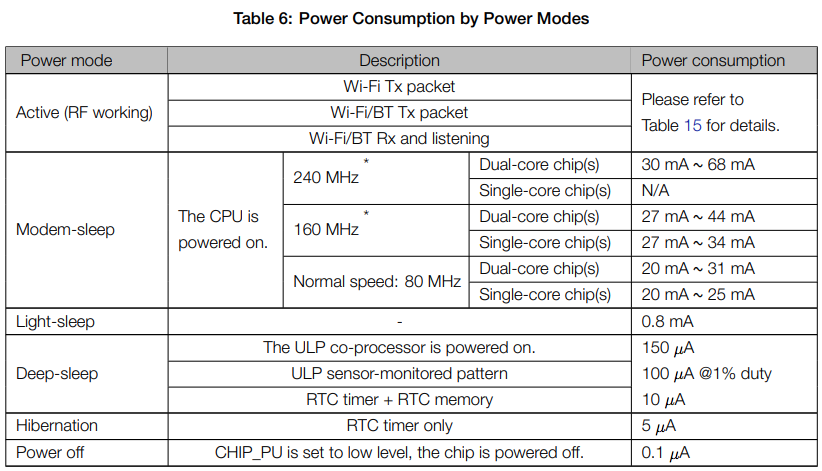 Table 6: Power Consumption by Power Modes
Power mode Description Power consumption
Active (RF working)
Wi-Fi Tx packet
Wi-Fi/BT Tx packet
Wi-Fi/BT Rx and listening
Please refer to
Table 15 for details.
Modem-sleep
The CPU is
powered on.
240 MHz *
Dual-core chip(s) 30 mA ~ 68 mA
Single-core chip(s) N/A
160 MHz *
Dual-core chip(s) 27 mA ~ 44 mA
Single-core chip(s) 27 mA ~ 34 mA
Normal speed: 80 MHz
Dual-core chip(s) 20 mA ~ 31 mA
Single-core chip(s) 20 mA ~ 25 mA
Light-sleep - 0.8 mA
Deep-sleep
The ULP co-processor is powered on. 150 μA
ULP sensor-monitored pattern 100 μA @1% duty
RTC timer + RTC memory 10 μA
Hibernation RTC timer only 5 μA
Power off CHIP_PU is set to low level, the chip is powered off. 0.1 μA